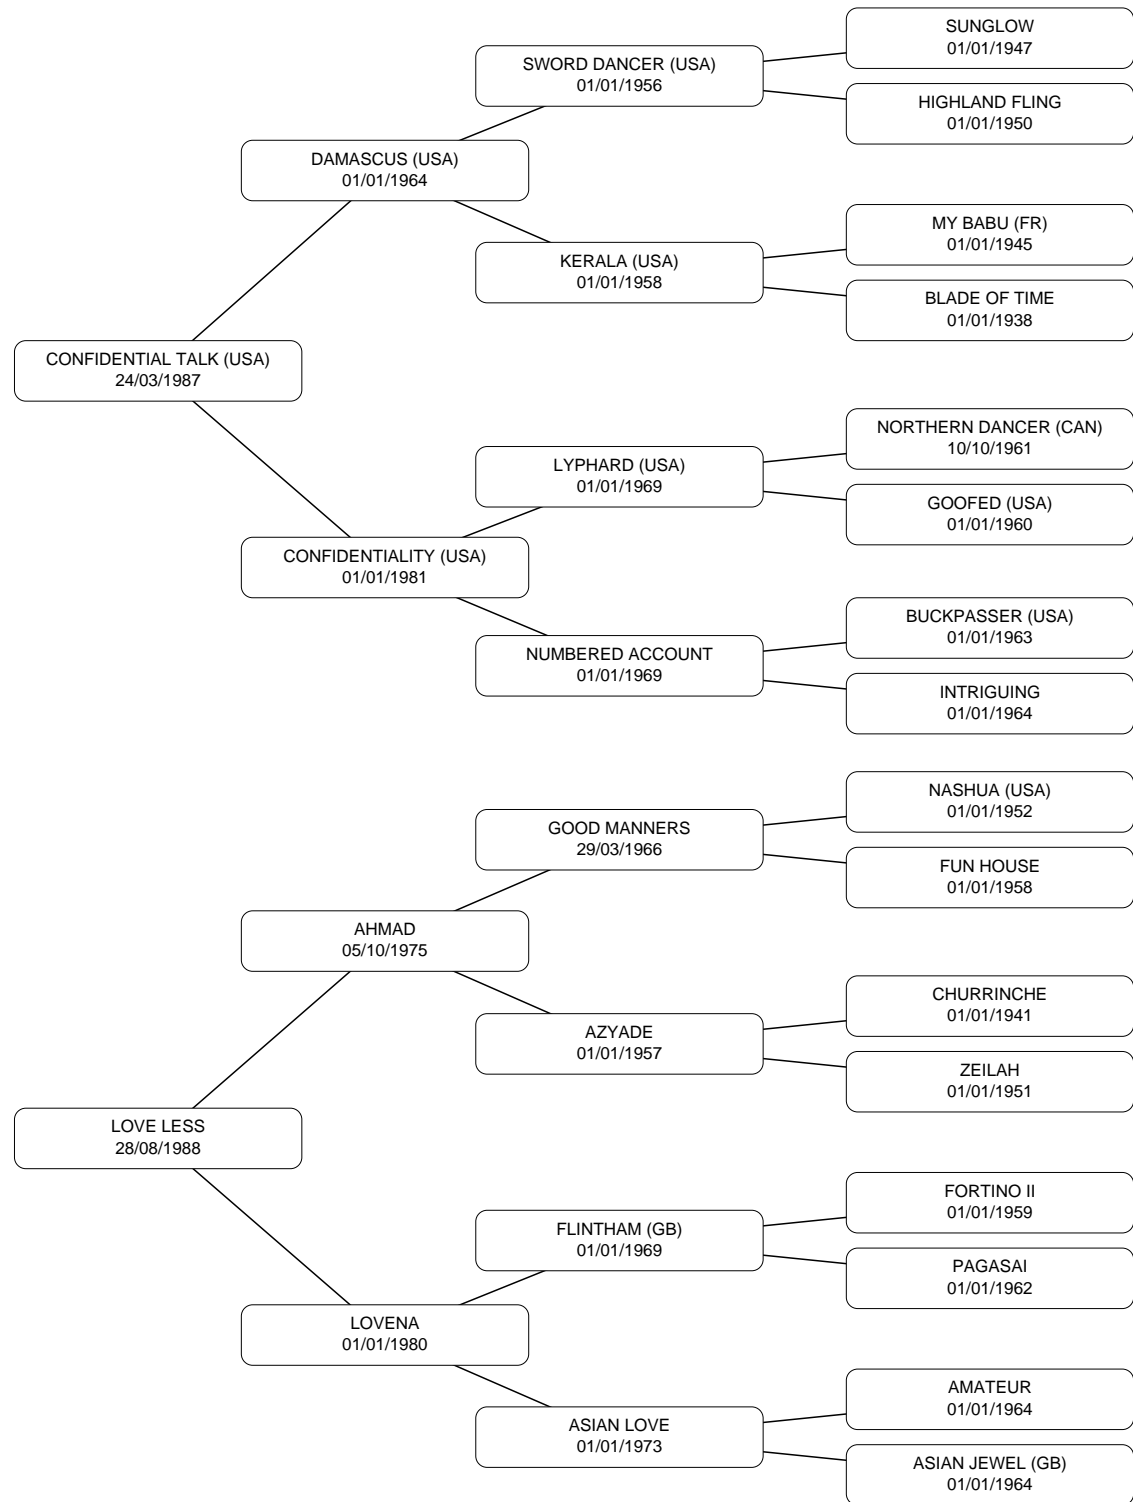 SUNGLOW
01/01/1947
SWORD DANCER (USA)
01/01/1956
HIGHLAND FLING
01/01/1950
DAMASCUS (USA)
01/01/1964
MY BABU (FR)
01/01/1945
KERALA (USA)
01/01/1958
BLADE OF TIME
01/01/1938
CONFIDENTIAL TALK (USA)
24/03/1987
NORTHERN DANCER (CAN)
10/10/1961
LYPHARD (USA)
01/01/1969
GOOFED (USA)
01/01/1960
CONFIDENTIALITY (USA)
01/01/1981
BUCKPASSER (USA)
01/01/1963
NUMBERED ACCOUNT
01/01/1969
INTRIGUING
01/01/1964
NASHUA (USA)
01/01/1952
GOOD MANNERS
29/03/1966
FUN HOUSE
01/01/1958
AHMAD
05/10/1975
CHURRINCHE
01/01/1941
AZYADE
01/01/1957
ZEILAH
01/01/1951
LOVE LESS
28/08/1988
FORTINO II
01/01/1959
FLINTHAM (GB)
01/01/1969
PAGASAI
01/01/1962
LOVENA
01/01/1980
AMATEUR
01/01/1964
ASIAN LOVE
01/01/1973
ASIAN JEWEL (GB)
01/01/1964